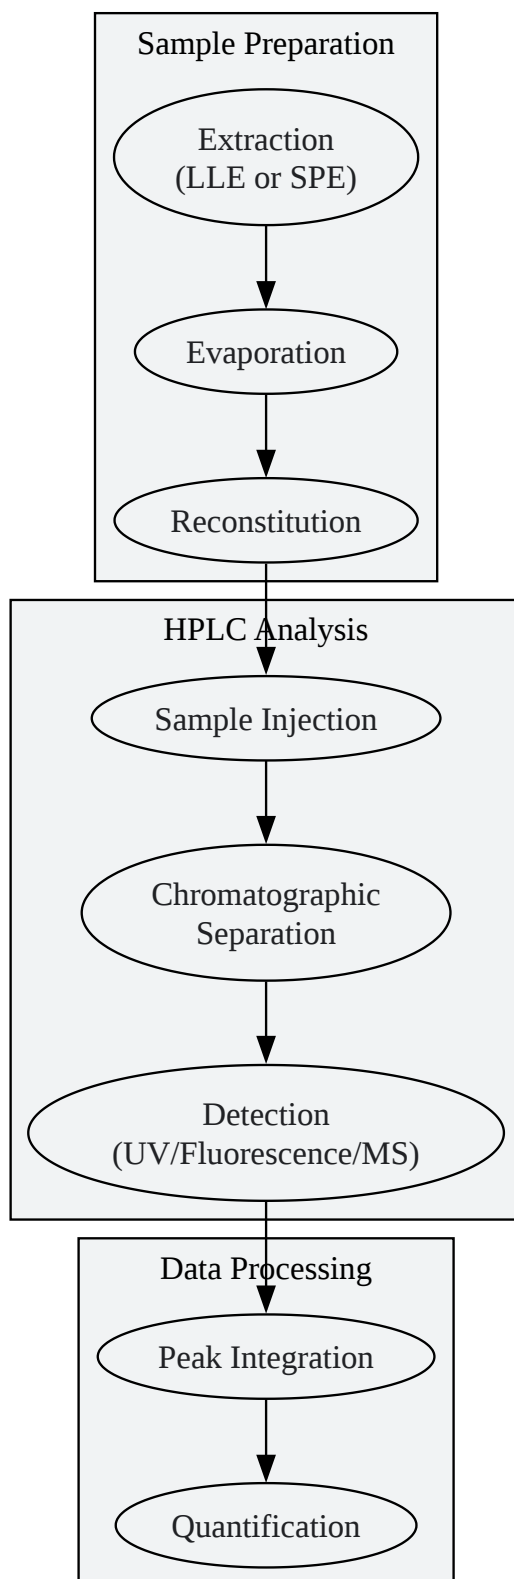 Sample Preparation
Extraction
(LLE or SPE)
Evaporation
Reconstitution
HPLC Analysis
Sample Injection
Chromatographic
Separation
Detection
(UV/Fluorescence/MS)
Data Processing
Peak Integration
Quantification